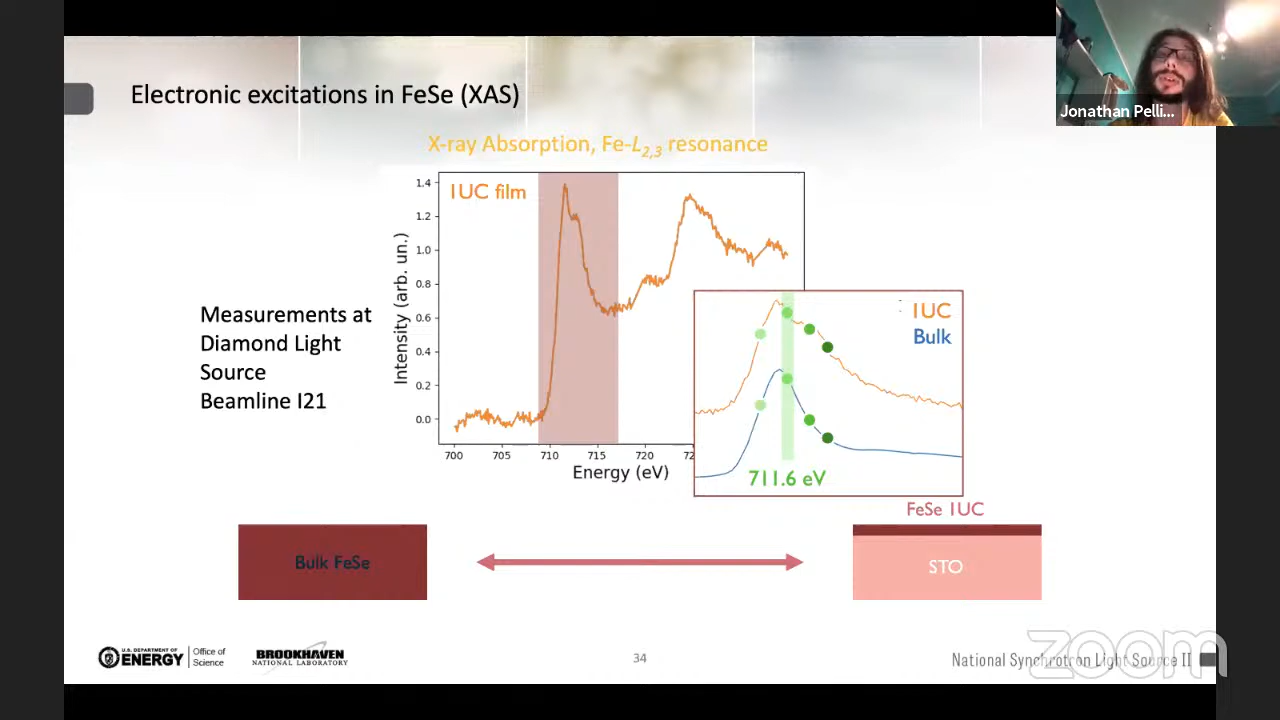 Electronic excitations in FeSe (XAS)
Jonathan Pelli...
X-ray Absorption, Fe-L2,3 resonance
1UC film
1.4
1.2
1.0
0.8
0.6
0.4
0.2
0.0
Intensity (arb. un.)
700
705
710
715
720
Energy (eV)
Measurements at
Diamond Light
Source
Beamline I21
1UC
Bulk
711.6 eV
FeSe 1UC
Bulk FeSe
STO
U.S. DEPARTMENT OF
ENERGY
Office of
Science
BROOKHAVEN
NATIONAL LABORATORY
34
National Synchrotron Light Source II
zoom